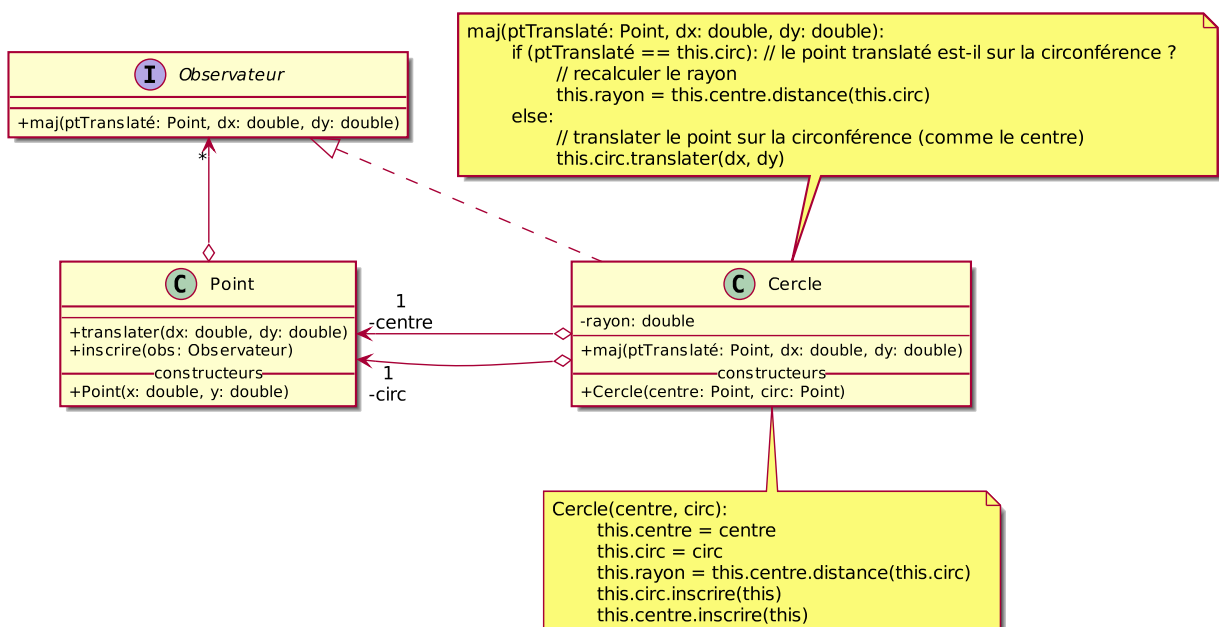 maj(ptTranslaté: Point, dx: double, dy: double):
if (ptTranslaté == this.circ): // le point translaté est-il sur la circonférence ?
// recalculer le rayon
this.rayon = this.centre.distance(this.circ)
else:
// translater le point sur la circonférence (comme le centre)
this.circ.translater(dx, dy)
I Observateur
+maj(ptTranslaté: Point, dx: double, dy: double)
*
C Point
+translater(dx: double, dy: double)
+inscrire(obs: Observateur)
constructeurs
+Point(x: double, y: double)
1
-centre
1
-circ
C Cercle
-rayon: double
+maj(ptTranslaté: Point, dx: double, dy: double)
constructeurs
+Cercle(centre: Point, circ: Point)
Cercle(centre, circ):
this.centre = centre
this.circ = circ
this.rayon = this.centre.distance(this.circ)
this.circ.inscrire(this)
this.centre.inscrire(this)